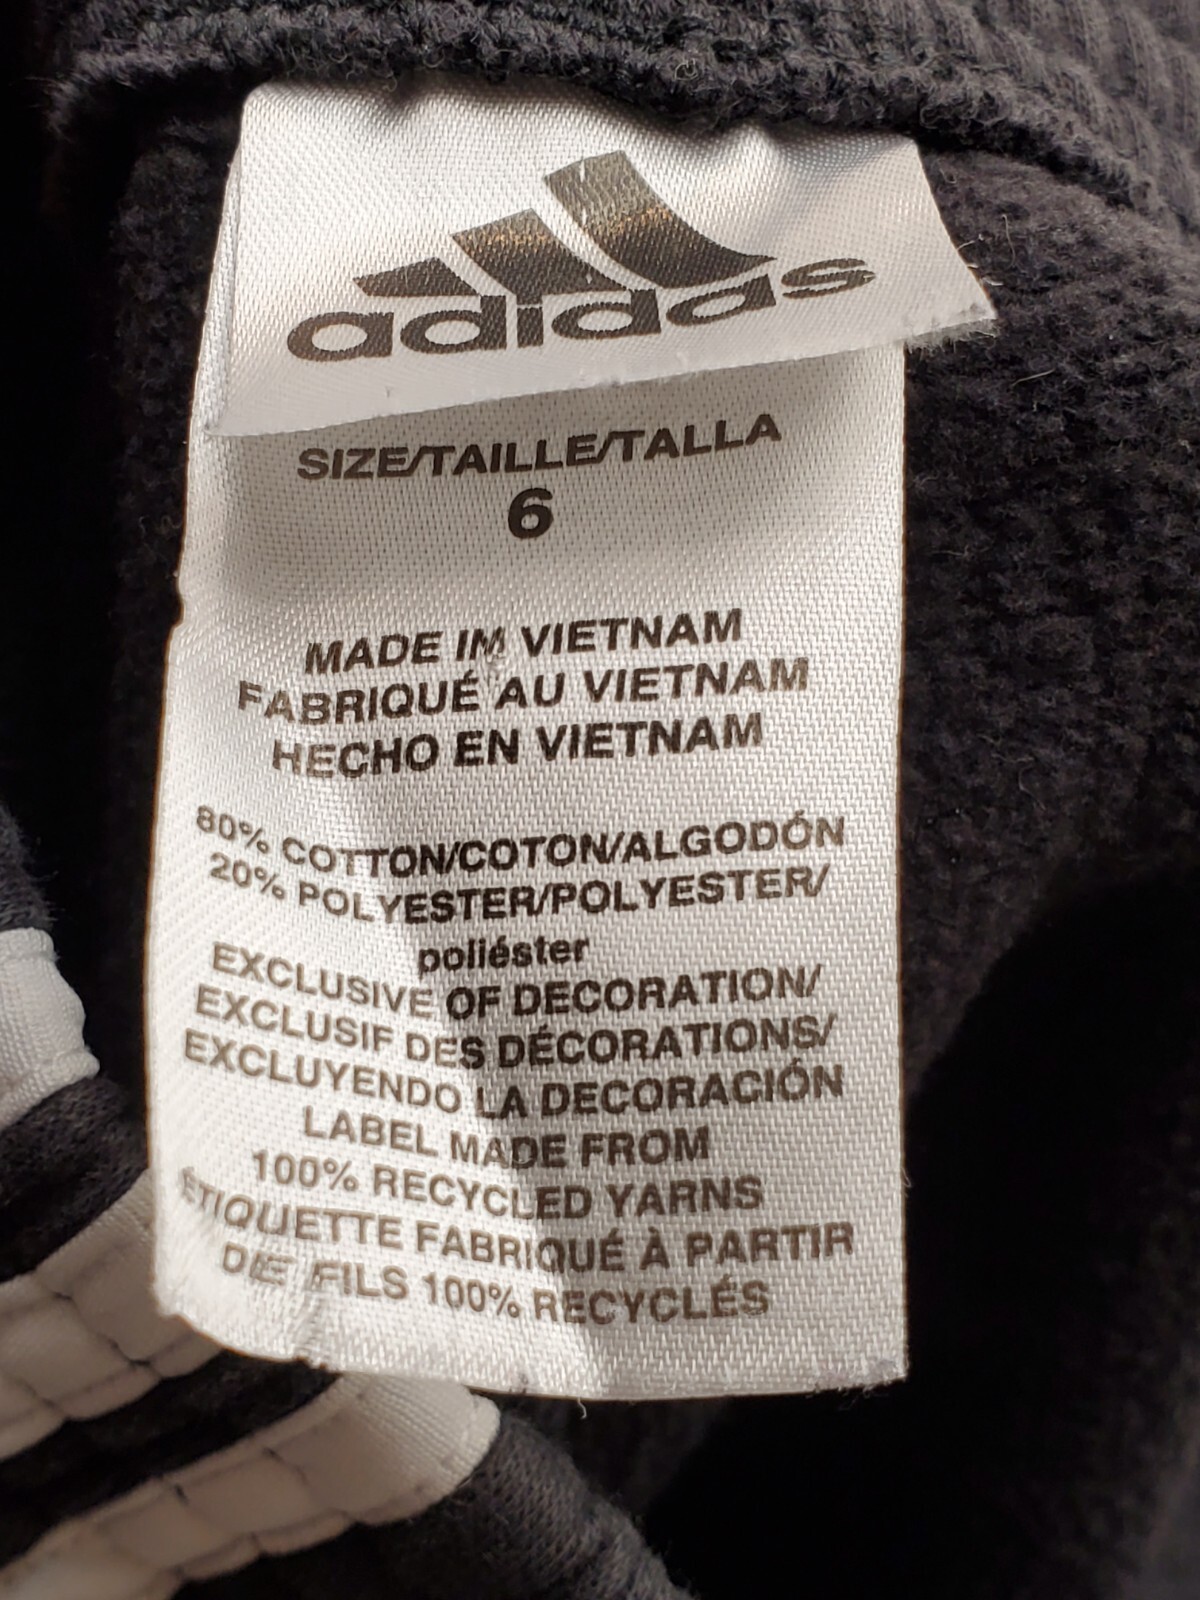 adidas
SIZE/TAILLE/TALLA
6
MADE IN VIETNAM
FABRIQUÉ AU VIETNAM
HECHO EN VIETNAM
80% COTTON/COTON/ALGODÓN
20% POLYESTER/POLYESTER/
poliéster
EXCLUSIVE OF DECORATION/
EXCLUSIF DES DÉCORATIONS/
EXCLUYENDO LA DECORACIÓN
LABEL MADE FROM
100% RECYCLED YARNS
ÉTIQUETTE FABRIQUÉ À PARTIR
DE FILS 100% RECYCLÉS